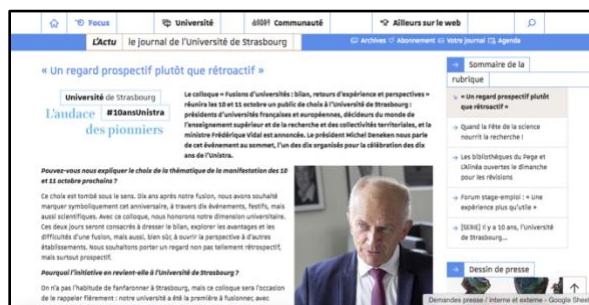 Focus
Université
Communauté
Ailleurs sur le web
L'Actu le journal de l'Université de Strasbourg
Archives Abonnement Votre journal Agenda
« Un regard prospectif plutôt que rétroactif »
Université de Strasbourg
L'audace #10ansUnistra
des pionniers
Le colloque « Fusions d'universités : bilan, retours d'expérience et perspectives »
réunira les 10 et 11 octobre un public de choix à l'Université de Strasbourg :
présidents d'universités françaises et européennes, décideurs du monde de
l'enseignement supérieur et de la recherche et des collectivités territoriales, et la
ministre Frédérique Vidal est annoncée. Le président Michel Deneken nous parle
de cet événement au sommet, l'un des dix organisés pour la célébration des dix
ans de l'Unistra.
Pouvez-vous nous expliquer le choix de la thématique de la manifestation des 10
et 11 octobre prochains ?
Ce choix est tombé sous le sens. Dix ans après notre fusion, nous avons souhaité
marquer symboliquement cet anniversaire, à travers dix événements, festifs, mais
aussi scientifiques. Avec ce colloque, nous honorons notre dimension universitaire.
Ces deux jours seront consacrés à dresser le bilan, explorer les avantages et les
difficultés d'une fusion, mais aussi, bien sûr, à ouvrir la perspective à d'autres
établissements. Nous souhaitons porter un regard non pas tellement rétrospectif,
mais surtout prospectif.
Pourquoi l'initiative en revient-elle à l'Université de Strasbourg ?
On n'a pas l'habitude de fanfaronner à Strasbourg, mais ce colloque sera l'occasion
de le rappeler fièrement : notre université a été la première à fusionner, avec
Sommaire de la
rubrique
« Un regard prospectif plutôt
que rétroactif »
Quand la Fête de la science
nourrit la recherche !
Les bibliothèques du Pege et
L'Alinéa ouvertes le dimanche
pour les révisions
Forum stage-emploi : « Une
expérience plus qu'utile »
[SERIE] Il y a 10 ans, l'université
de Strasbourg...
Dessin de presse
Demandes presse / interne et externe - Google Sheet